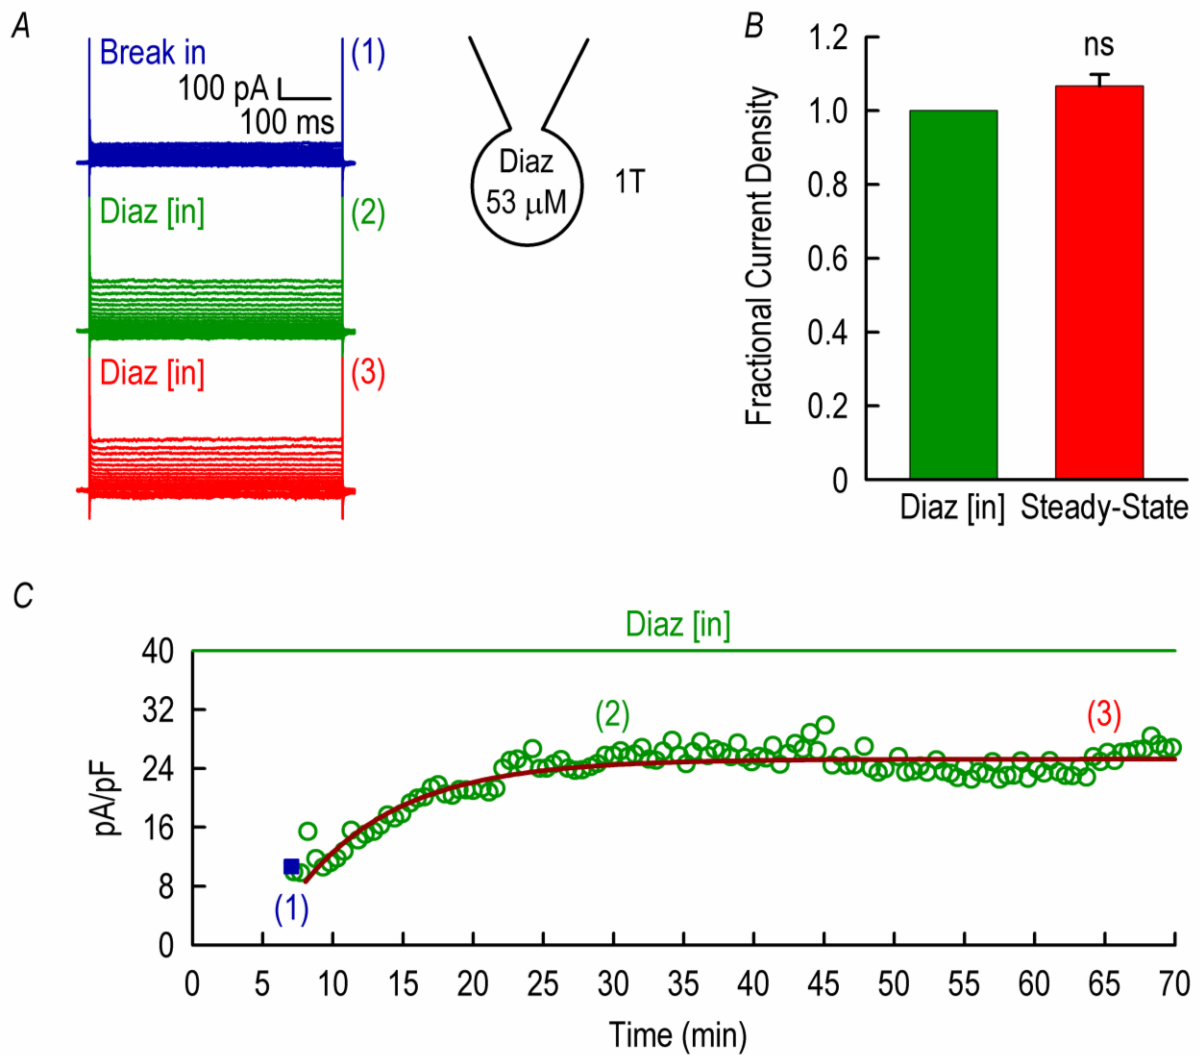 A
Break in (1)
100 pA
100 ms
Diaz [in] (2)
Diaz [in] (3)
Diaz
53 μM
1T
B
Fractional Current Density
1.2
1.0
0.8
0.6
0.4
0.2
0
ns
Diaz [in] Steady-State
C
Diaz [in]
pA/pF
40
32
24
16
8
0
(1)
(2)
(3)
0 5 10 15 20 25 30 35 40 45 50 55 60 65 70
Time (min)